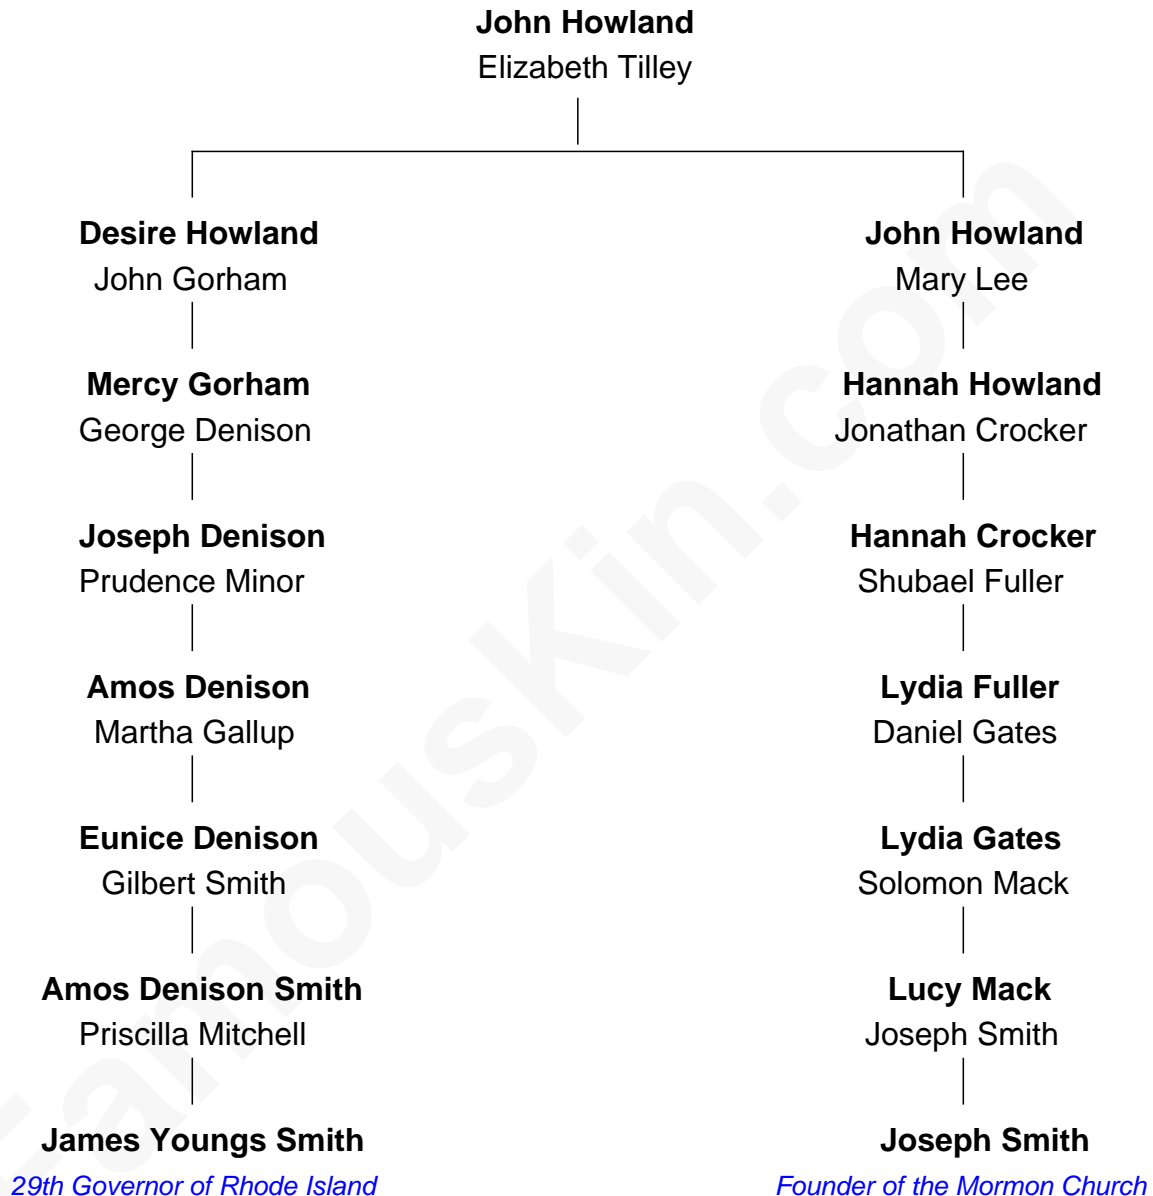 John Howland
Elizabeth Tilley
Desire Howland
John Gorham
John Howland
Mary Lee
Mercy Gorham
George Denison
Hannah Howland
Jonathan Crocker
Joseph Denison
Prudence Minor
Hannah Crocker
Shubael Fuller
Amos Denison
Martha Gallup
Lydia Fuller
Daniel Gates
Eunice Denison
Gilbert Smith
Lydia Gates
Solomon Mack
Amos Denison Smith
Priscilla Mitchell
Lucy Mack
Joseph Smith
James Youngs Smith
29th Governor of Rhode Island
Joseph Smith
Founder of the Mormon Church
FamousKin.com